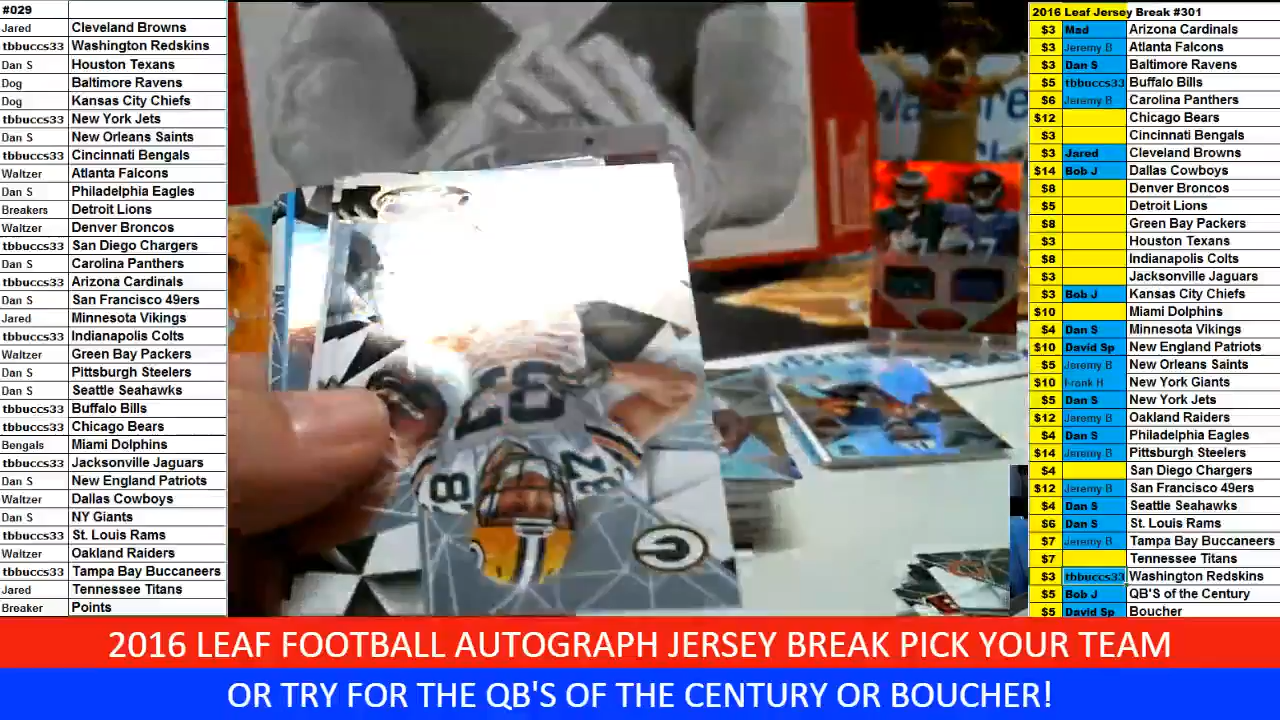 #029
Jared Cleveland Browns
tbbuccs33 Washington Redskins
Dan S Houston Texans
Dog Baltimore Ravens
Dog Kansas City Chiefs
tbbuccs33 New York Jets
Dan S New Orleans Saints
tbbuccs33 Cincinnati Bengals
Waltzer Atlanta Falcons
Dan S Philadelphia Eagles
Breakers Detroit Lions
Waltzer Denver Broncos
tbbuccs33 San Diego Chargers
Dan S Carolina Panthers
tbbuccs33 Arizona Cardinals
Dan S San Francisco 49ers
Jared Minnesota Vikings
tbbuccs33 Indianapolis Colts
Waltzer Green Bay Packers
Dan S Pittsburgh Steelers
Dan S Seattle Seahawks
tbbuccs33 Buffalo Bills
tbbuccs33 Chicago Bears
Bengals Miami Dolphins
tbbuccs33 Jacksonville Jaguars
Dan S New England Patriots
Waltzer Dallas Cowboys
Dan S NY Giants
tbbuccs33 St. Louis Rams
Waltzer Oakland Raiders
tbbuccs33 Tampa Bay Buccaneers
Jared Tennessee Titans
Breaker Points
87
G
2016 Leaf Jersey Break #301
$3 Mad Arizona Cardinals
$3 Jeremy B Atlanta Falcons
$3 Dan S Baltimore Ravens
$5 tbbuccs33 Buffalo Bills
$6 Jeremy B Carolina Panthers
$12 Chicago Bears
$3 Cincinnati Bengals
$3 Jared Cleveland Browns
$14 Bob J Dallas Cowboys
$8 Denver Broncos
$5 Detroit Lions
$8 Green Bay Packers
$3 Houston Texans
$8 Indianapolis Colts
$3 Jacksonville Jaguars
$3 Bob J Kansas City Chiefs
$10 Miami Dolphins
$4 Dan S Minnesota Vikings
$10 David Sp New England Patriots
$5 Jeremy B New Orleans Saints
$10 Frank H New York Giants
$5 Dan S New York Jets
$12 Jeremy B Oakland Raiders
$4 Dan S Philadelphia Eagles
$14 Jeremy B Pittsburgh Steelers
$4 San Diego Chargers
$12 Jeremy B San Francisco 49ers
$4 Dan S Seattle Seahawks
$6 Dan S St. Louis Rams
$7 Jeremy B Tampa Bay Buccaneers
$7 Tennessee Titans
$3 tbbuccs33 Washington Redskins
$5 Bob J QB'S of the Century
$5 David Sp Boucher
2016 LEAF FOOTBALL AUTOGRAPH JERSEY BREAK PICK YOUR TEAM
OR TRY FOR THE QB'S OF THE CENTURY OR BOUCHER!